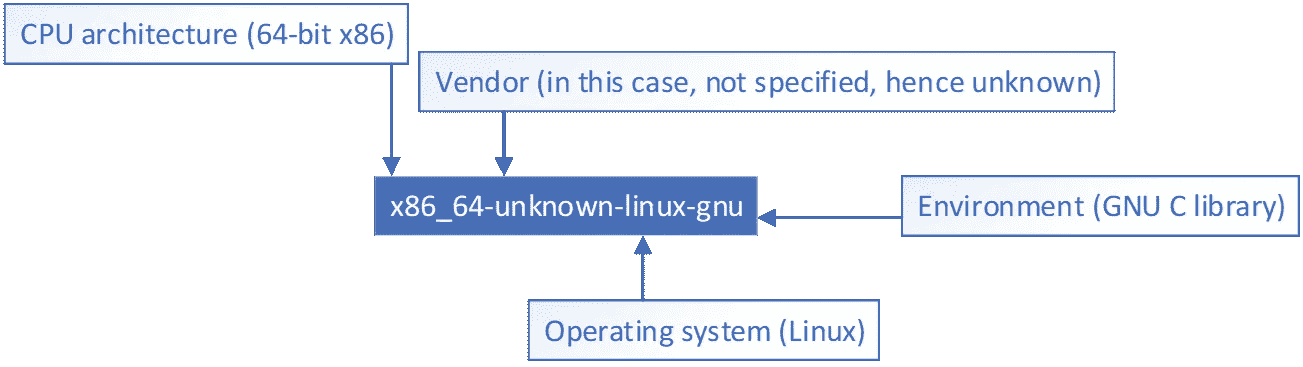 CPU architecture (64-bit x86)
Vendor (in this case, not specified, hence unknown)
x86_64-unknown-linux-gnu
Environment (GNU C library)
Operating system (Linux)